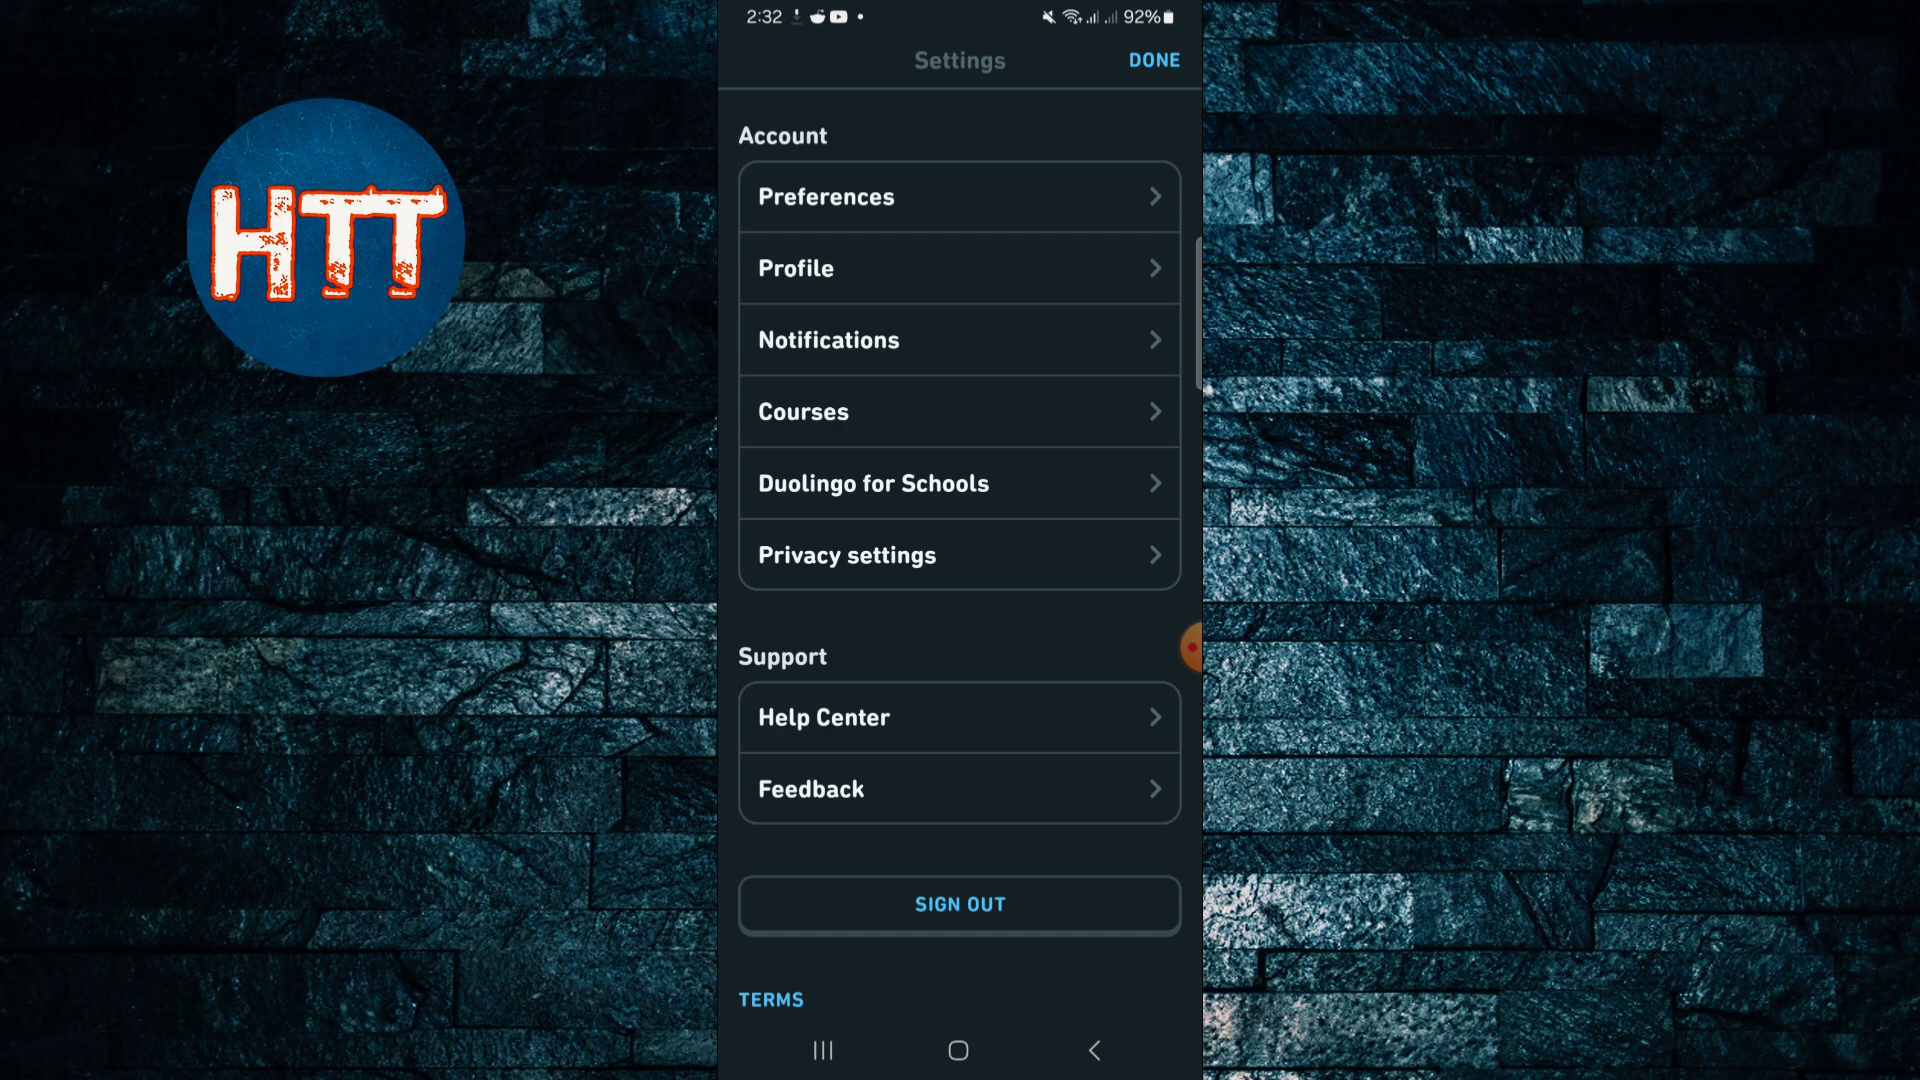 HTT
2:32
92%
Settings
DONE
Account
Preferences
Profile
Notifications
Courses
Duolingo for Schools
Privacy settings
Support
Help Center
Feedback
SIGN OUT
TERMS